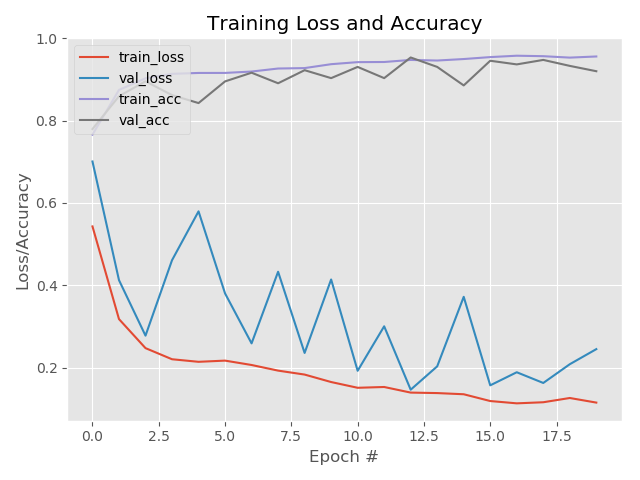 Training Loss and Accuracy
train_loss
val_loss
train_acc
val_acc
1.0
0.8
0.6
0.4
0.2
Loss/Accuracy
0.0 2.5 5.0 7.5 10.0 12.5 15.0 17.5
Epoch #